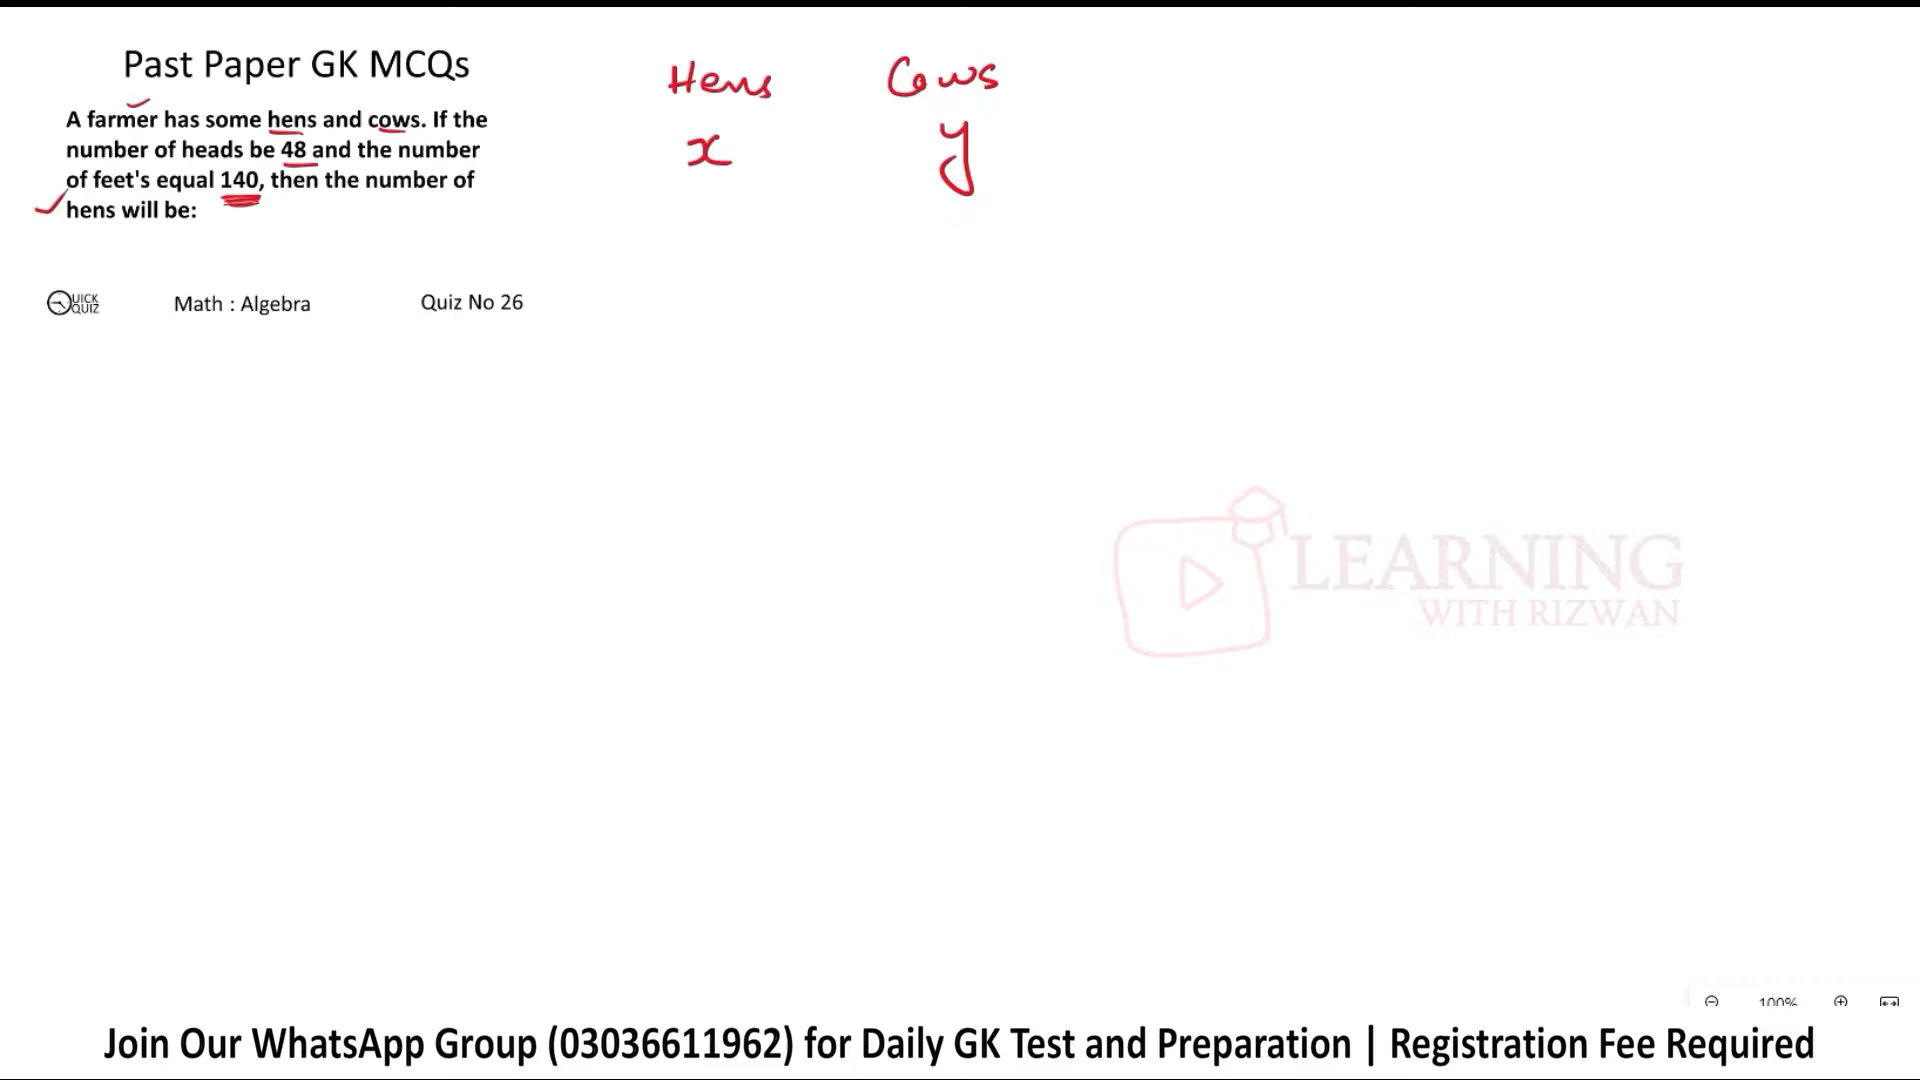 Past Paper GK MCQs
A farmer has some hens and cows. If the
number of heads be 48 and the number
of feet's equal 140, then the number of
hens will be:
QUICK
QUIZ
Math : Algebra
Quiz No 26
Hens Cows
x y
LEARNING
WITH RIZWAN
100%
Join Our WhatsApp Group (03036611962) for Daily GK Test and Preparation | Registration Fee Required